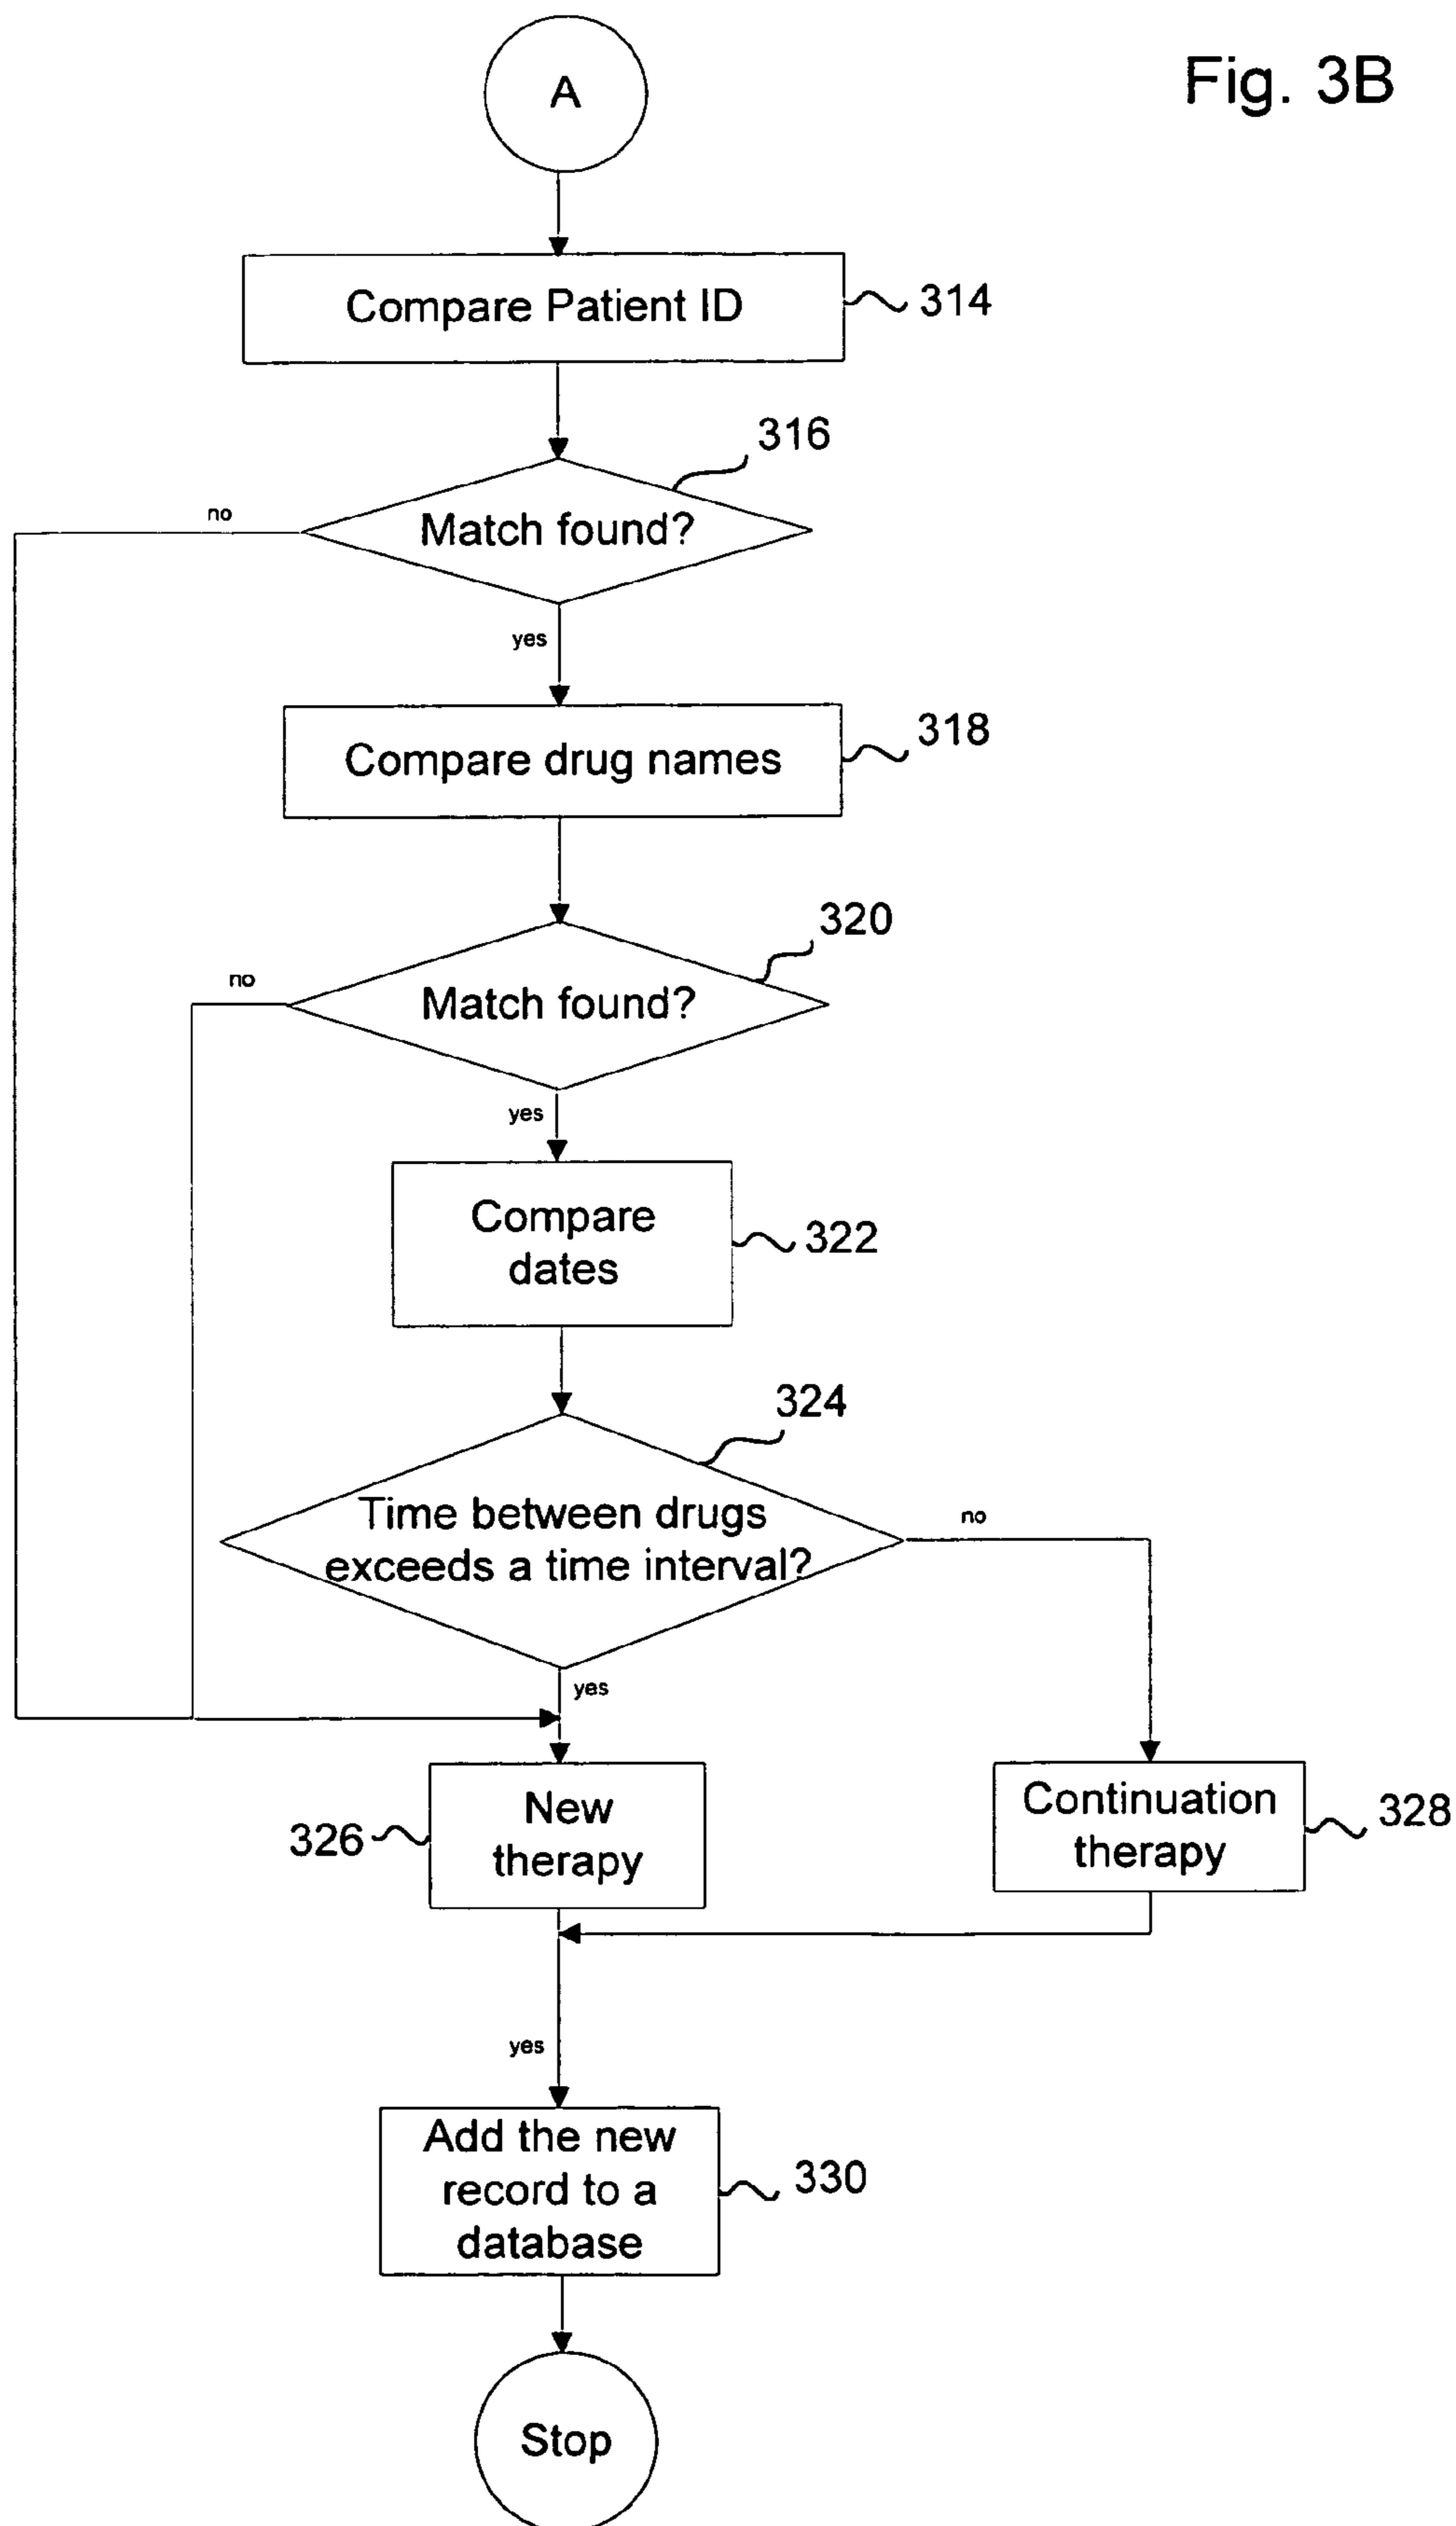 Fig. 3B
A
Compare Patient ID
314
316
Match found?
no
yes
Compare drug names
318
320
Match found?
no
yes
Compare
dates
322
324
Time between drugs
exceeds a time interval?
no
yes
New
therapy
326
Continuation
therapy
328
yes
Add the new
record to a
database
330
Stop